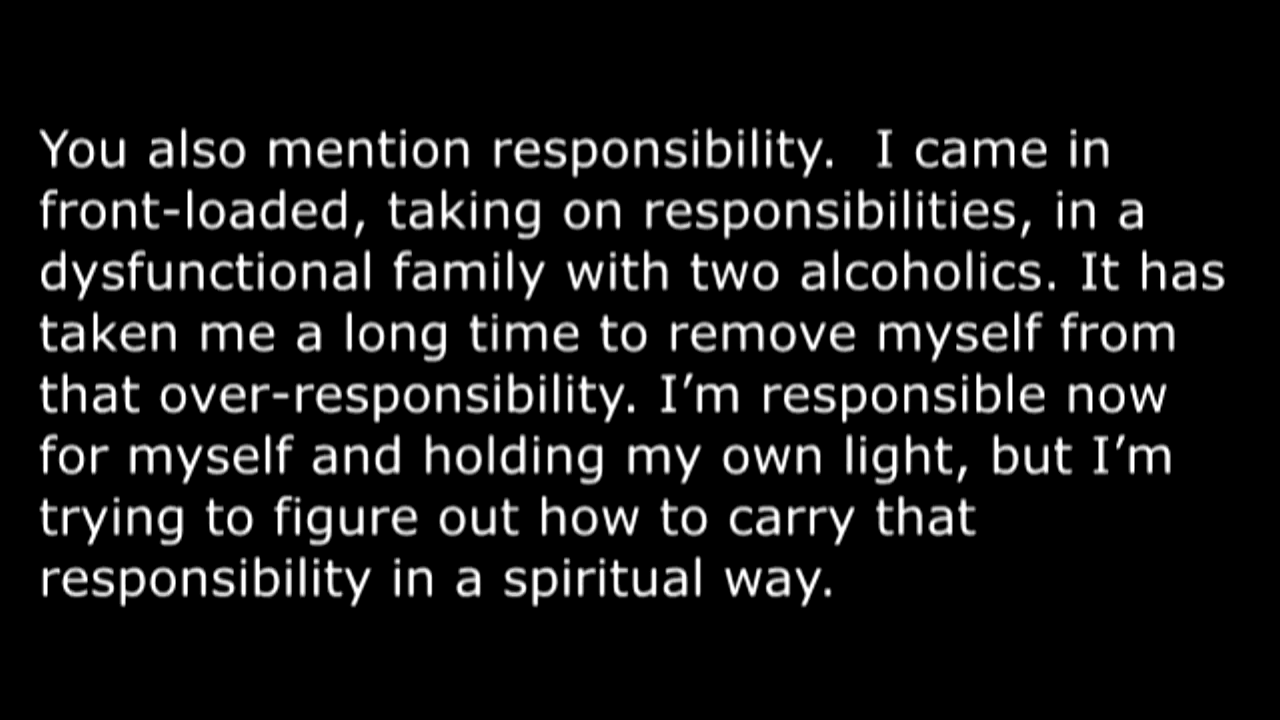 You also mention responsibility.  I came in
front-loaded, taking on responsibilities, in a
dysfunctional family with two alcoholics. It has
taken me a long time to remove myself from
that over-responsibility. I’m responsible now
for myself and holding my own light, but I’m
trying to figure out how to carry that
responsibility in a spiritual way.